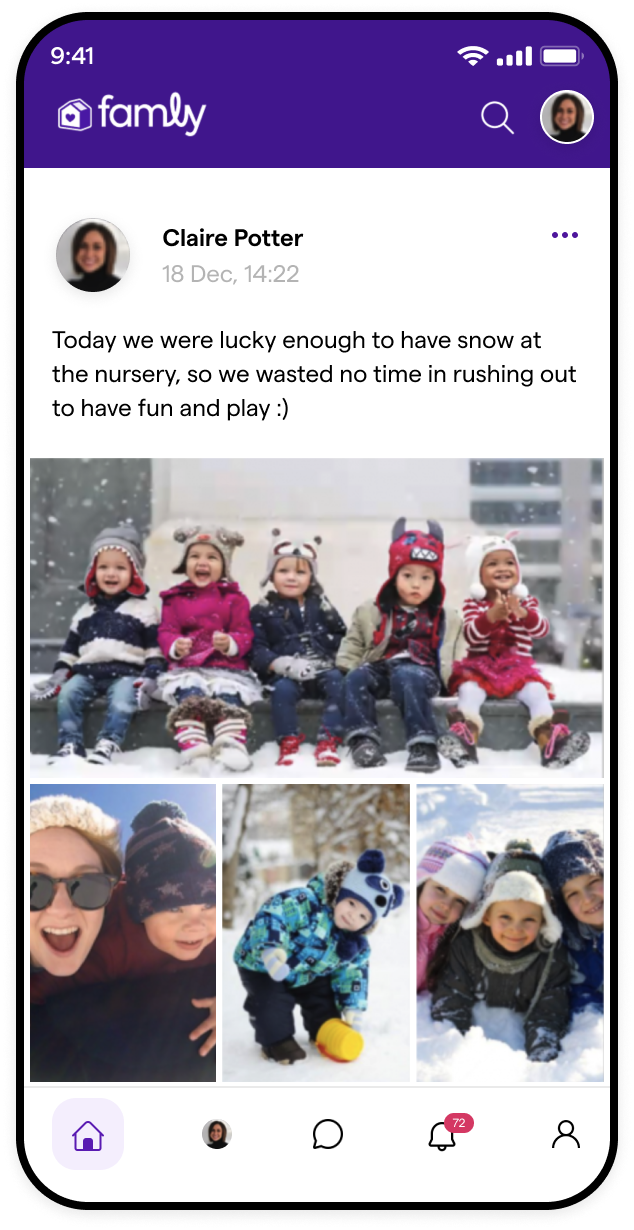 9:41
famly
Claire Potter
18 Dec, 14:22
Today we were lucky enough to have snow at
the nursery, so we wasted no time in rushing out
to have fun and play :)
72